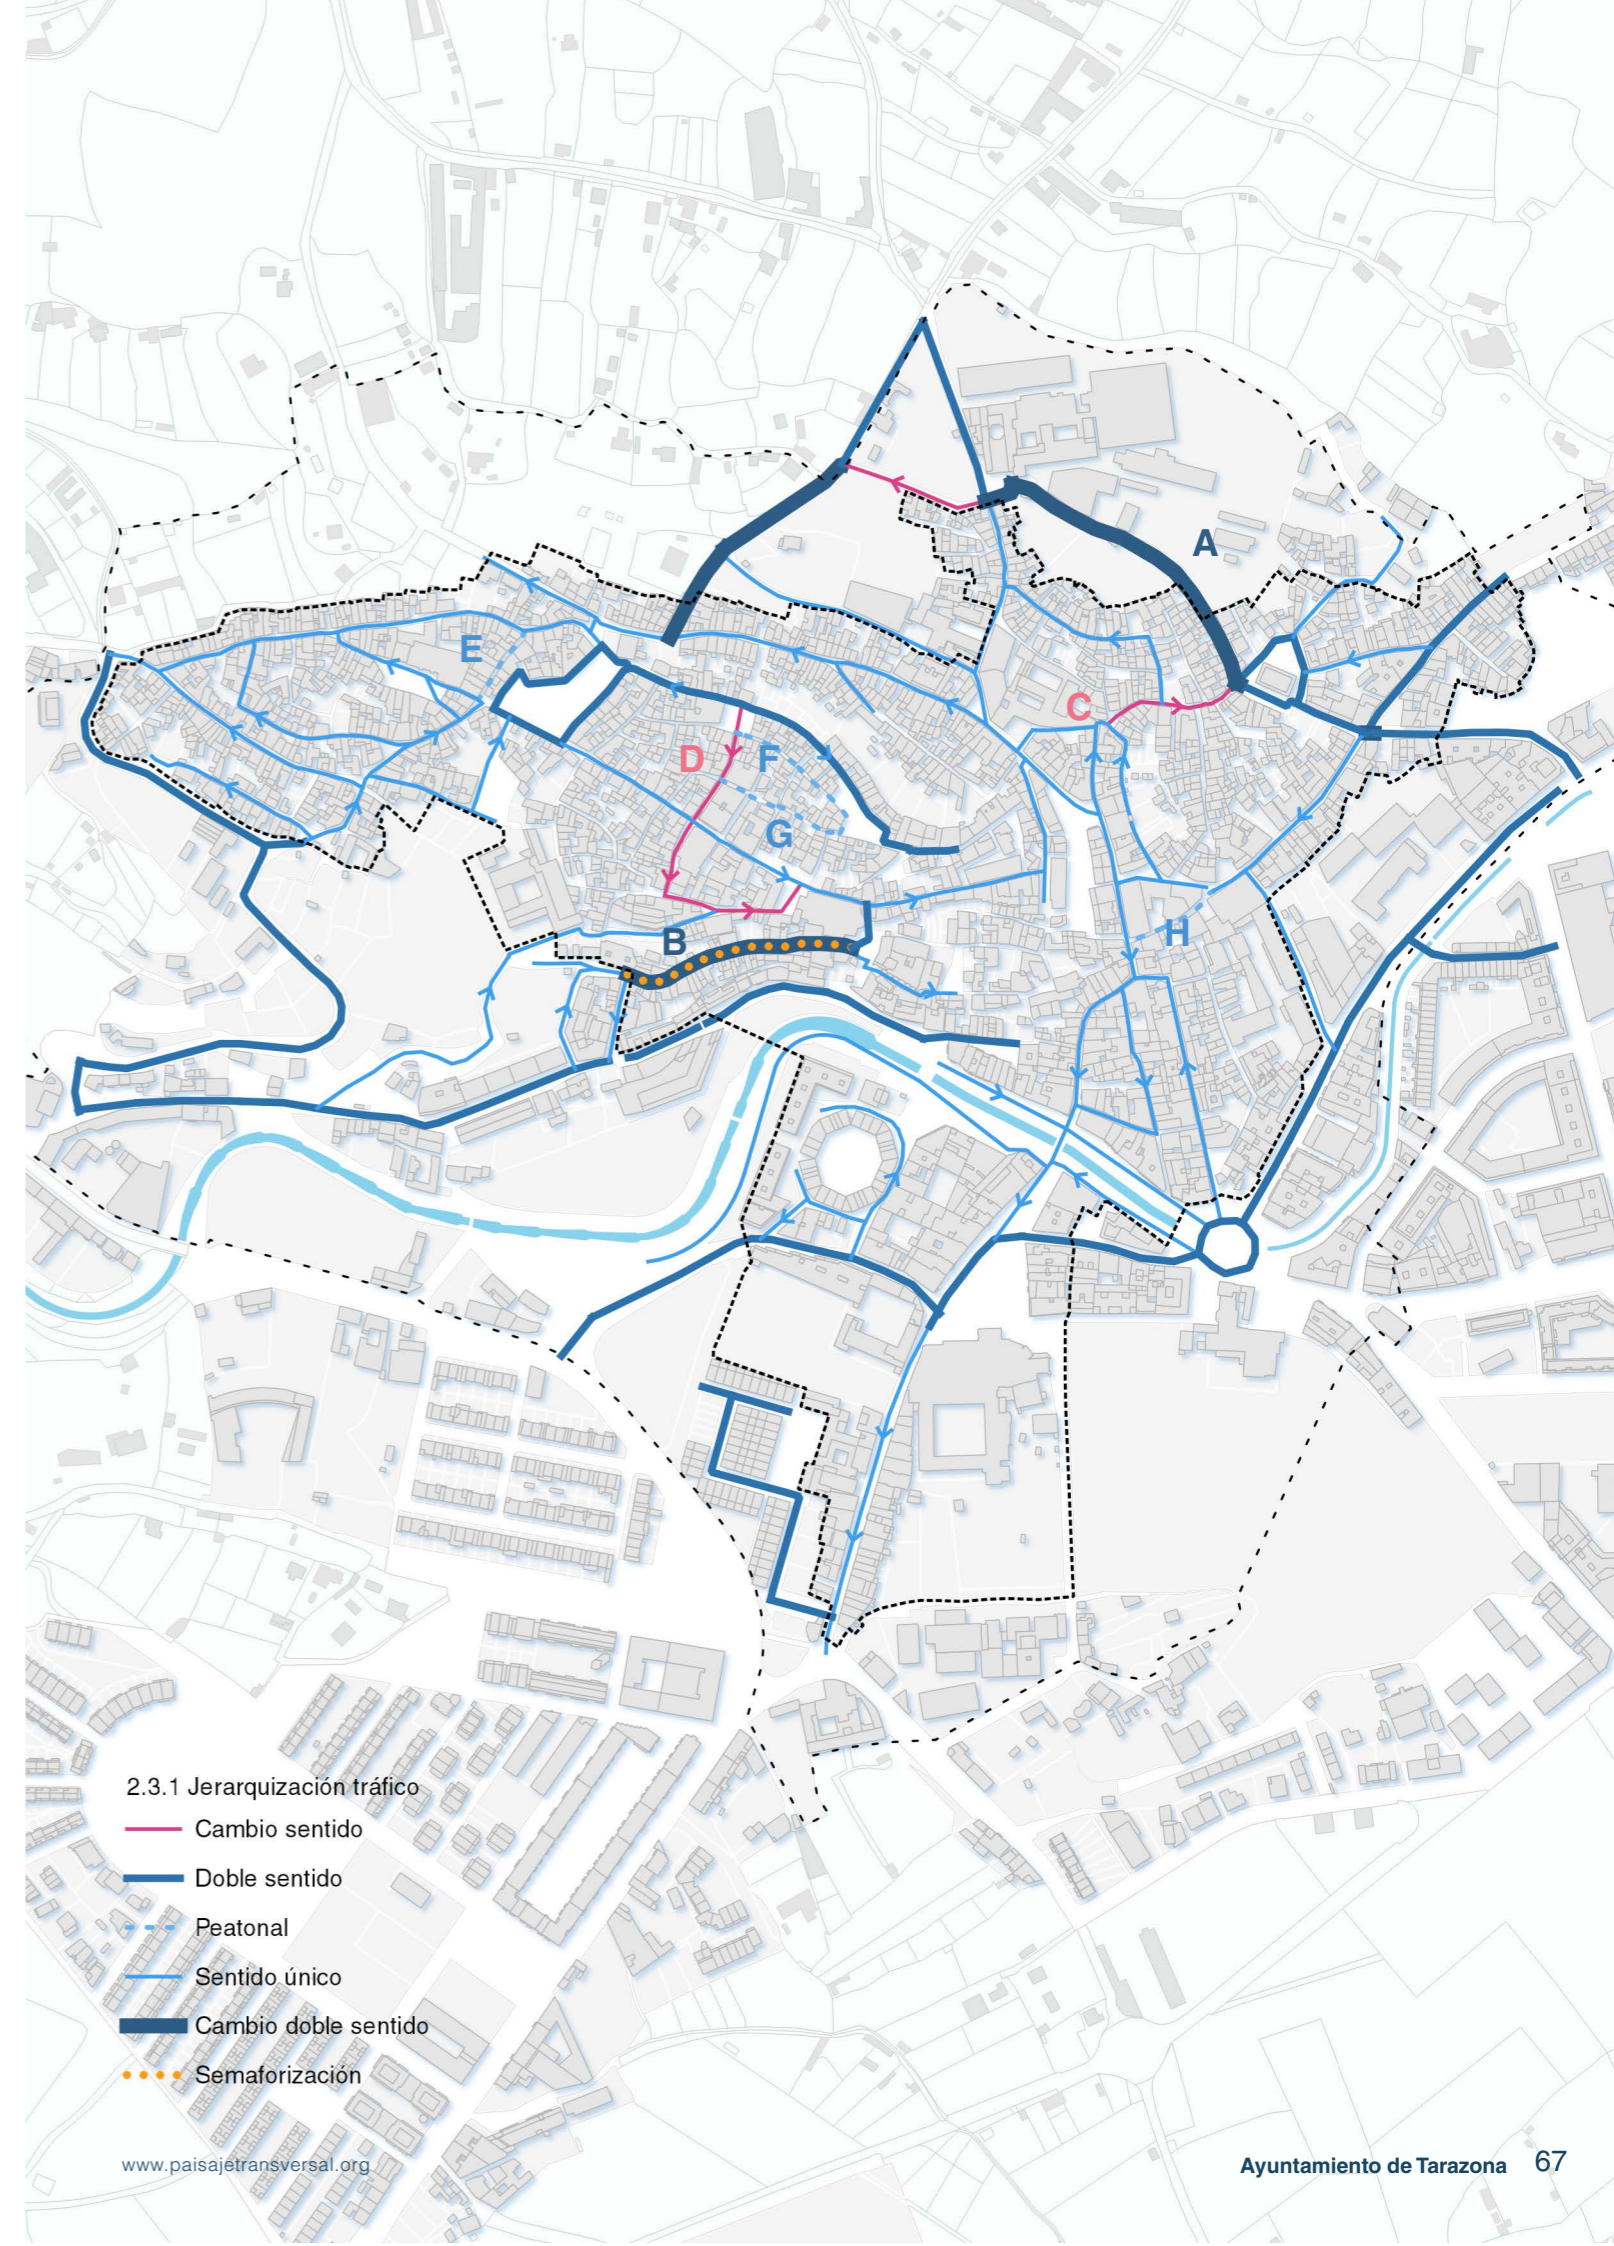 A
E
C
D
F
G
H
B
2.3.1 Jerarquización tráfico
Cambio sentido
Doble sentido
Peatonal
Sentido único
Cambio doble sentido
Semaforización
www.paisajetransversal.org
Ayuntamiento de Tarazona 67